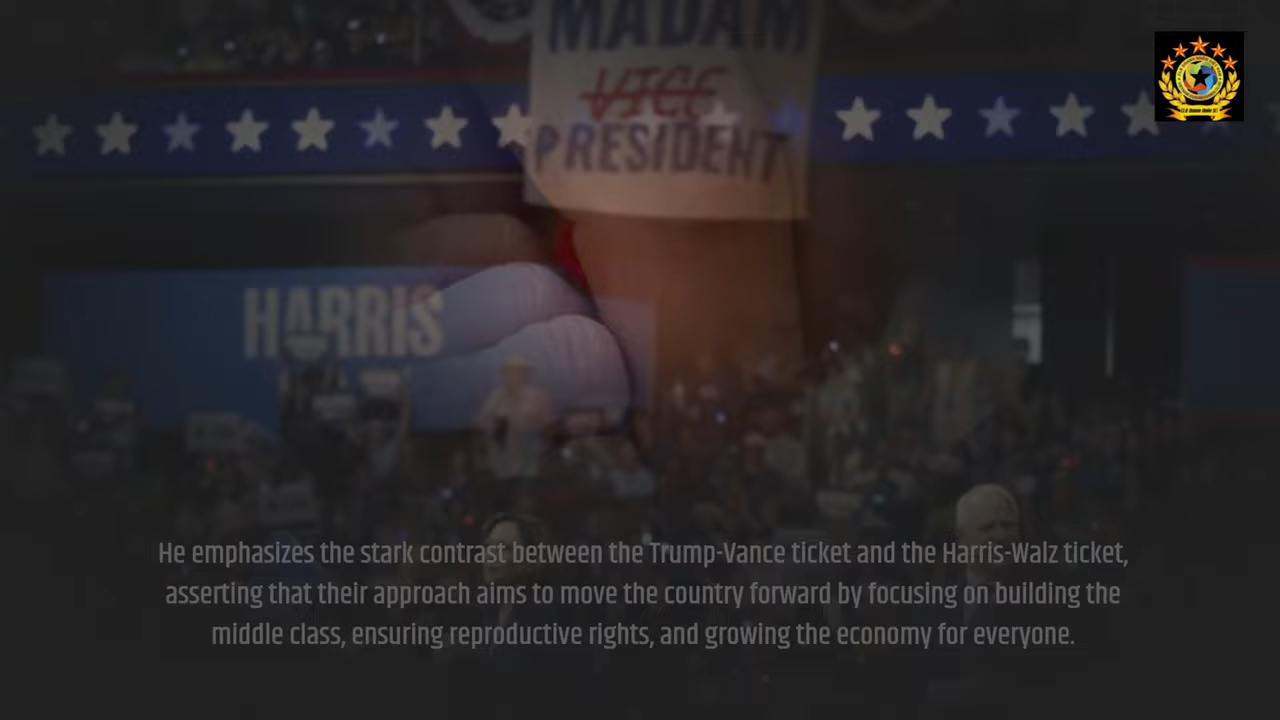 MADAM
VICE
PRESIDENT
HARRIS
He emphasizes the stark contrast between the Trump-Vance ticket and the Harris-Walz ticket,
asserting that their approach aims to move the country forward by focusing on building the
middle class, ensuring reproductive rights, and growing the economy for everyone.